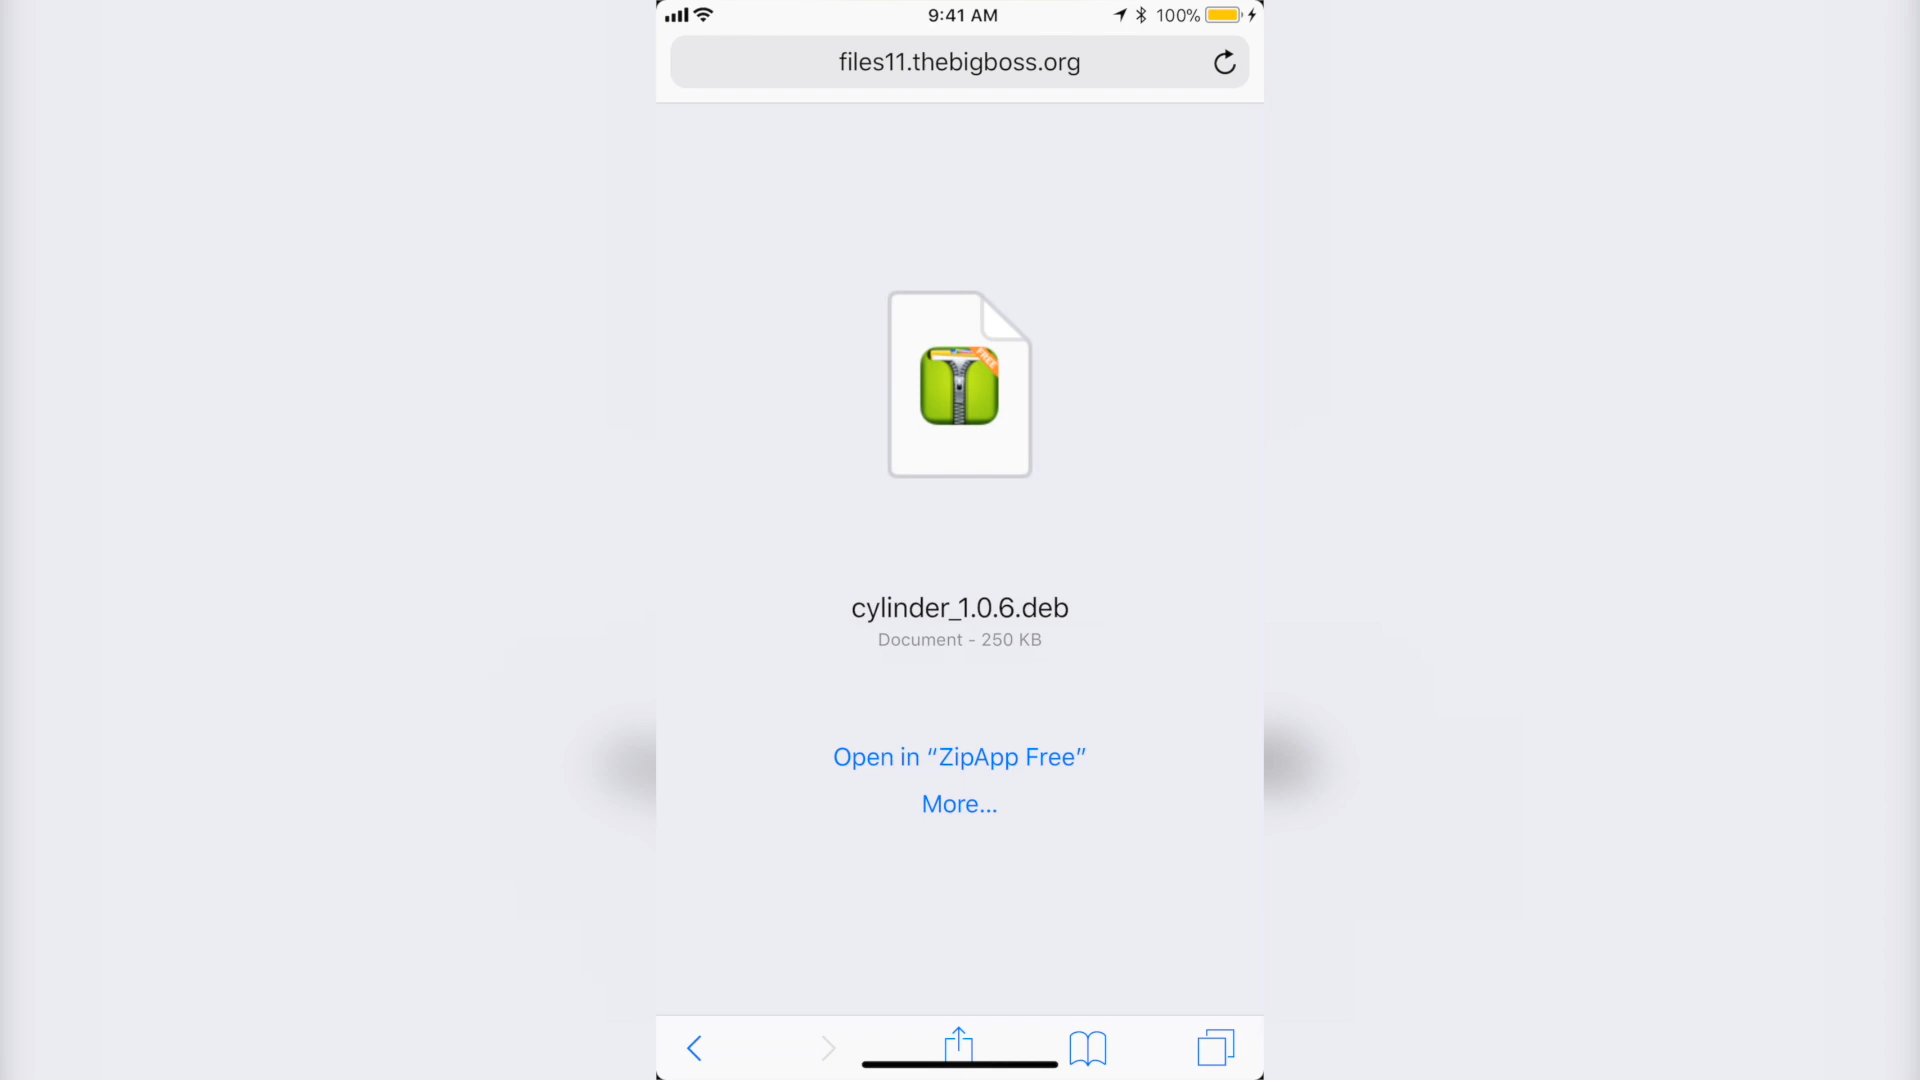 9:41 AM
100%
files11.thebigboss.org
FREE
cylinder_1.0.6.deb
Document - 250 KB
Open in “ZipApp Free”
More...